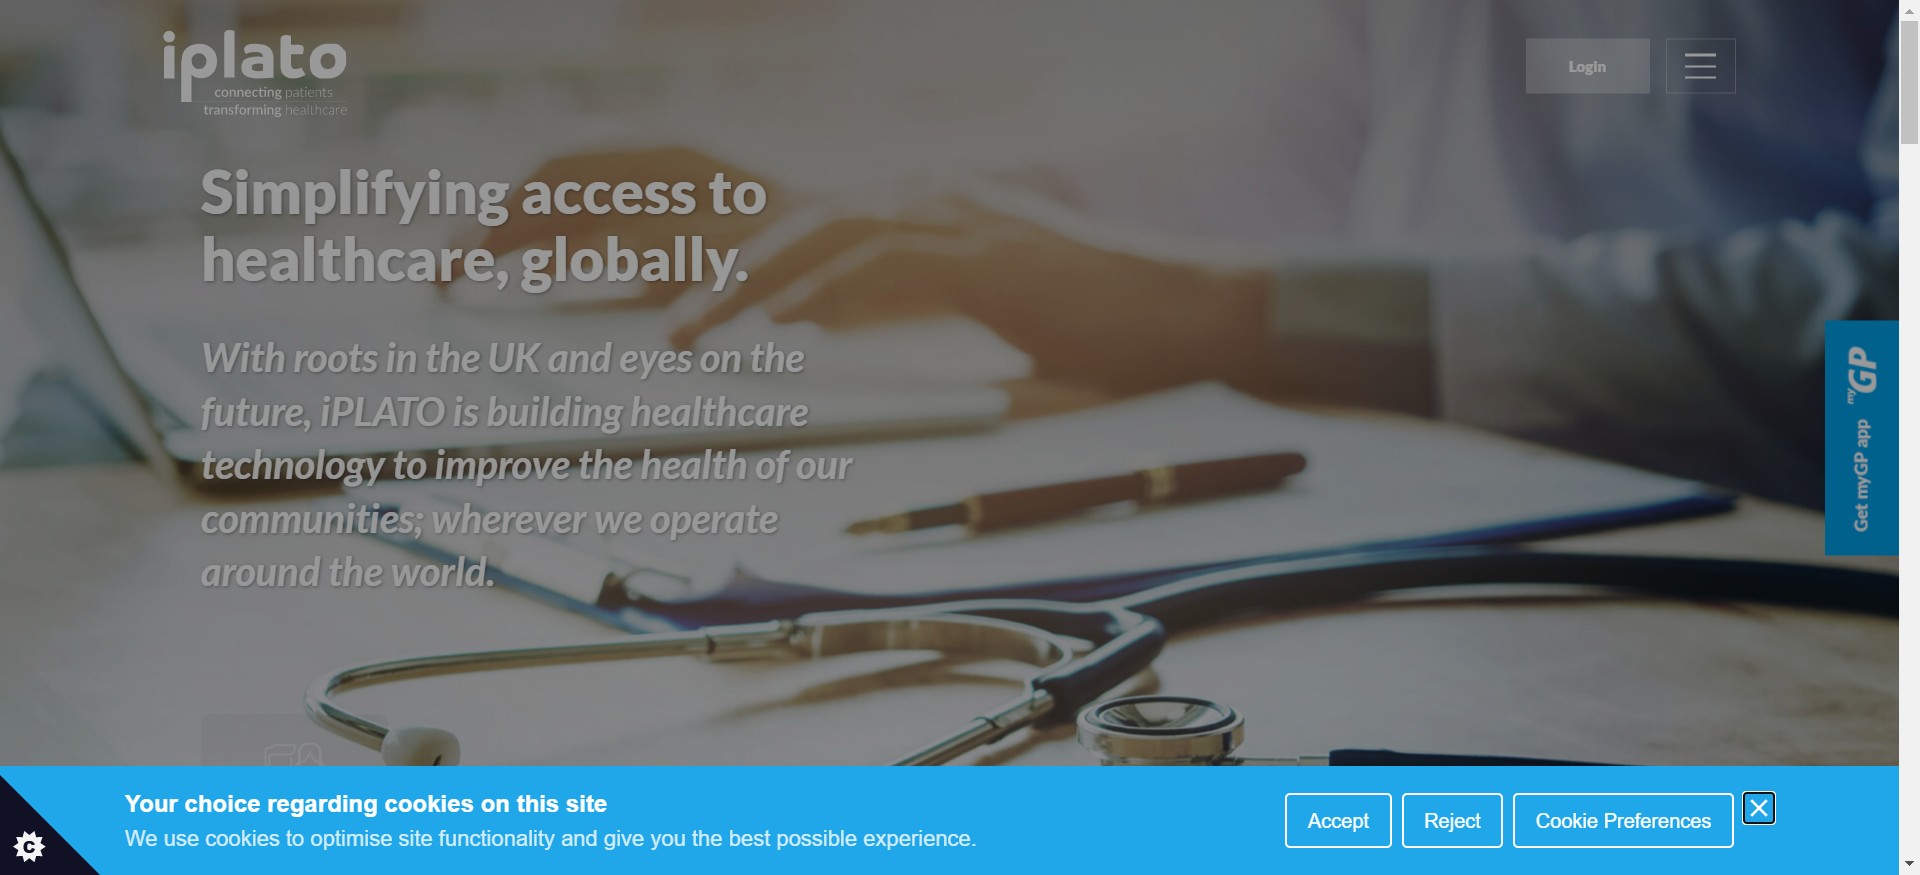 iplato
connecting patients
transforming healthcare
Login
Simplifying access to
healthcare, globally.
With roots in the UK and eyes on the
future, iPLATO is building healthcare
technology to improve the health of our
communities; wherever we operate
around the world.
Get myGP app myGP
Your choice regarding cookies on this site
We use cookies to optimise site functionality and give you the best possible experience.
Accept
Reject
Cookie Preferences
C